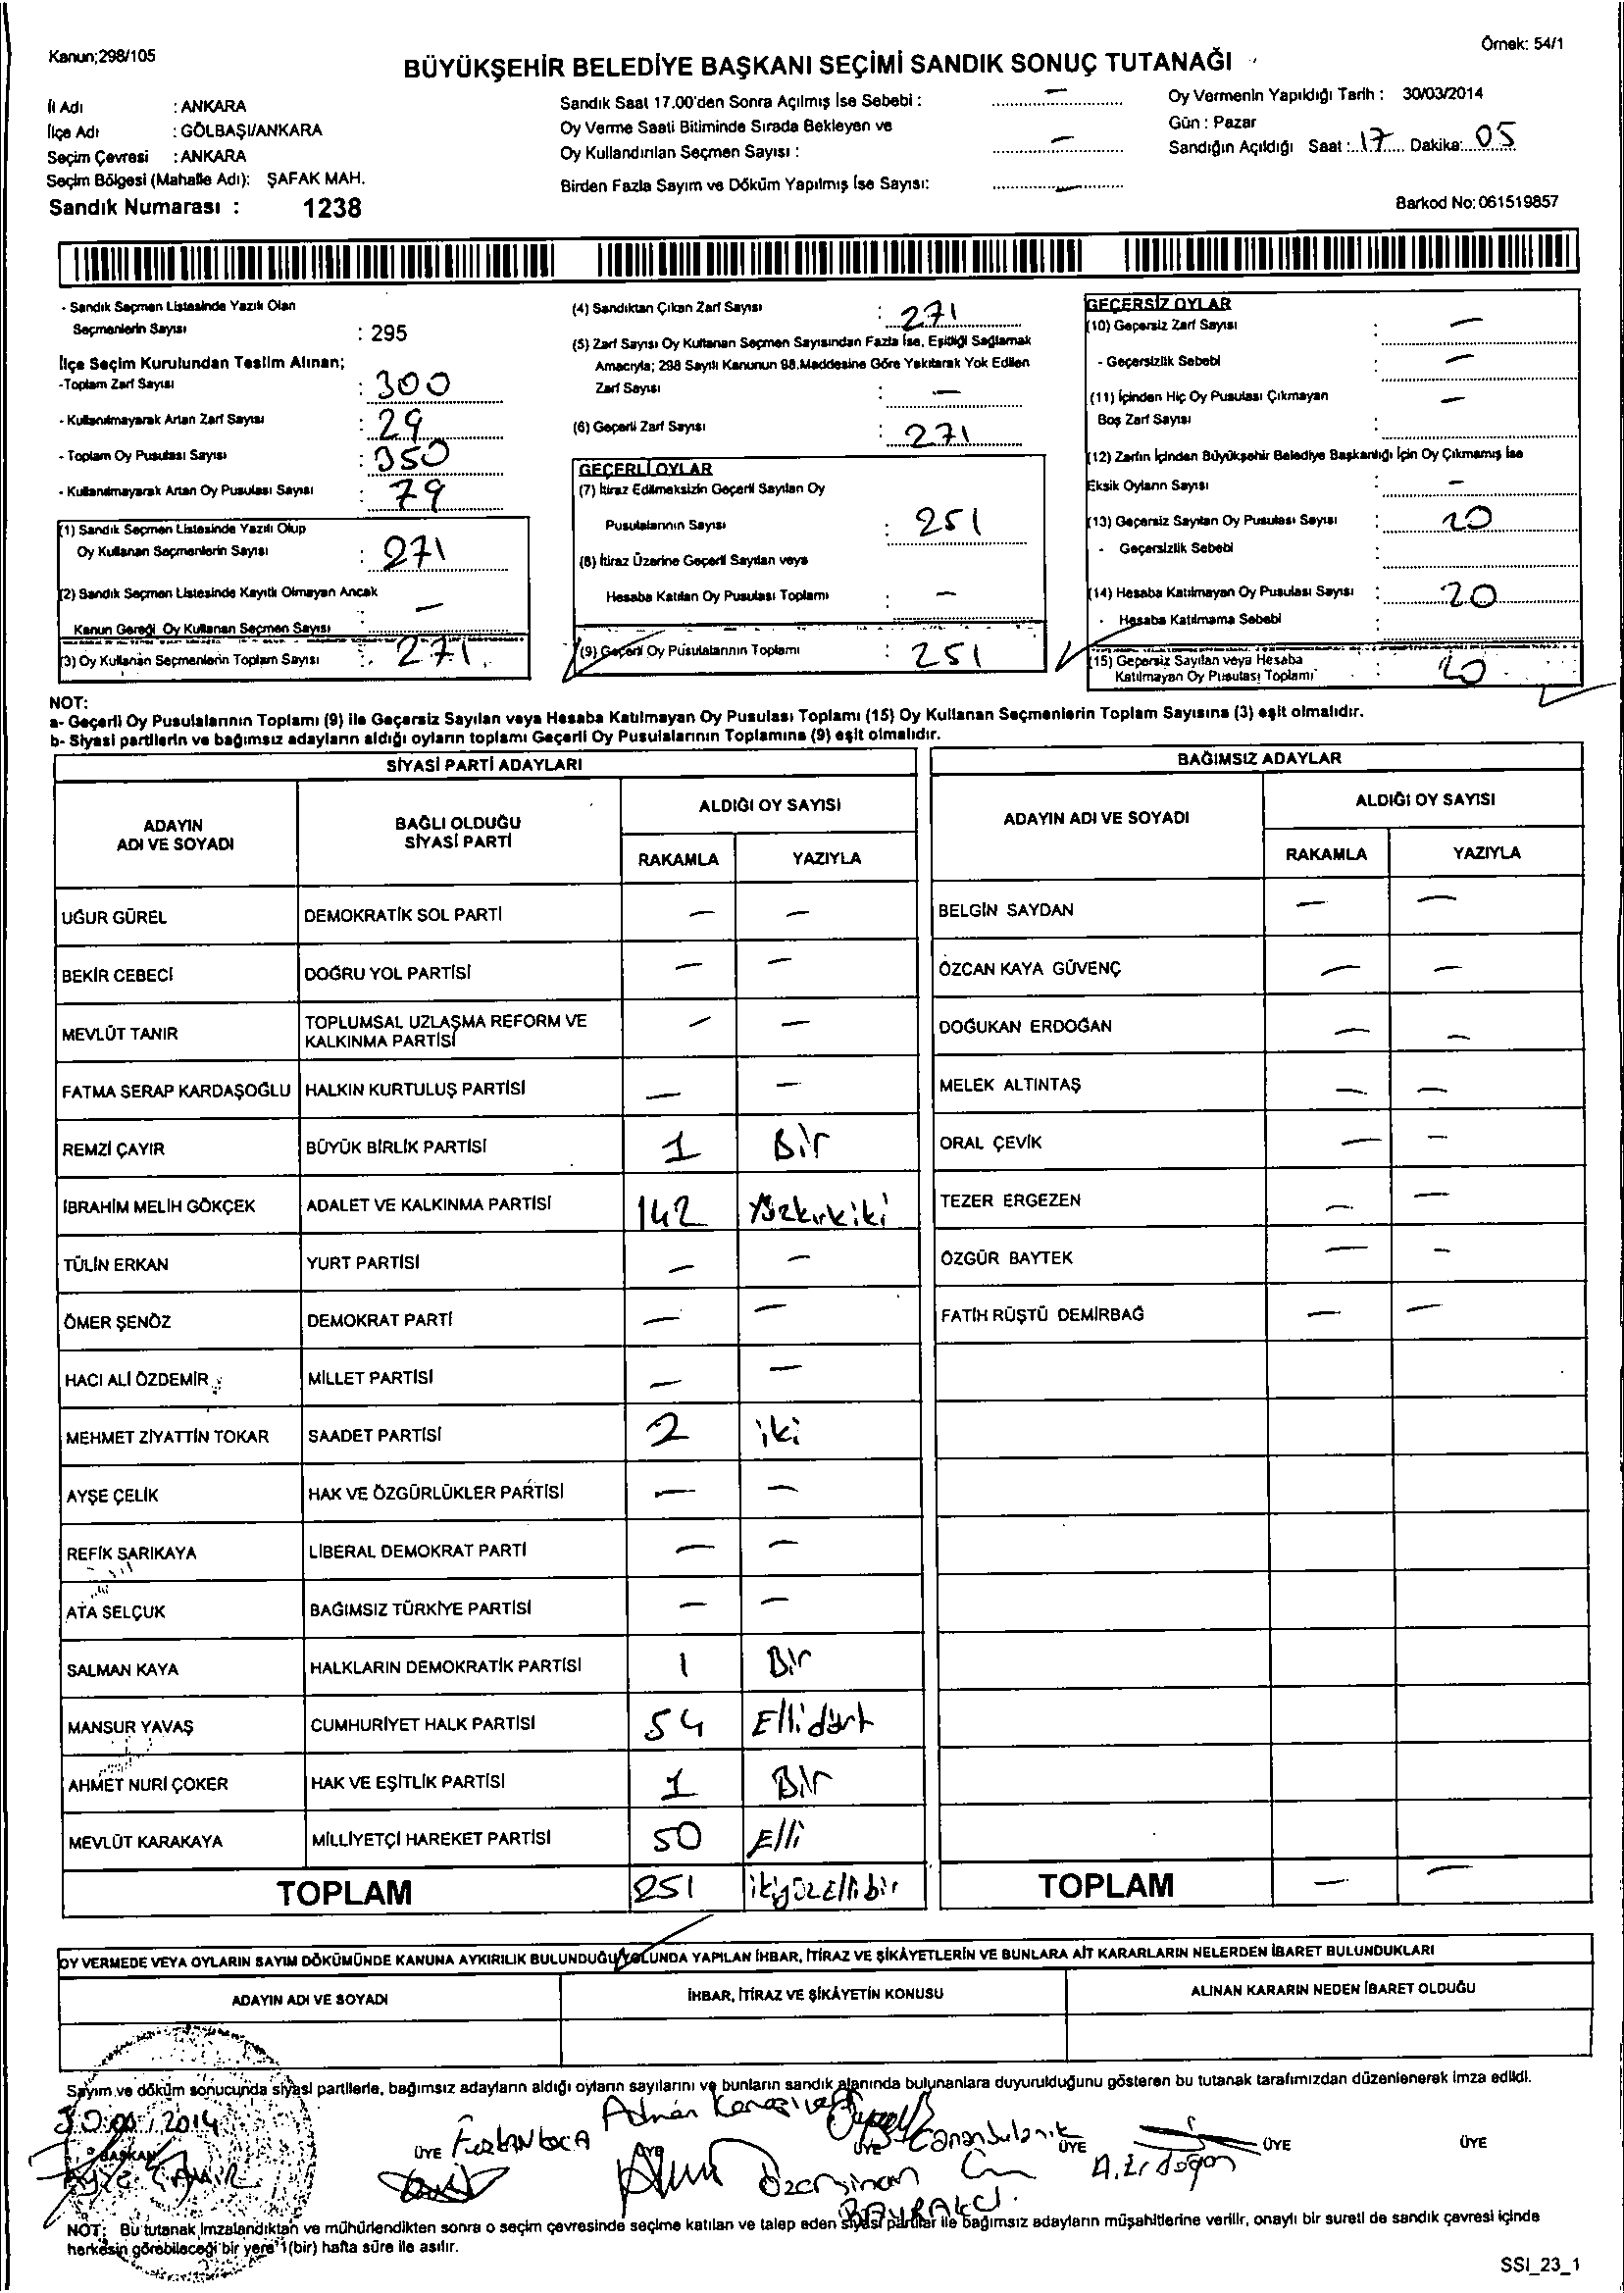 Kanun;298/105
Örnek: 54/1
BÜYÜKŞEHİR BELEDİYE BAŞKANI SEÇİMİ SANDIK SONUÇ TUTANAĞI
İl Adı : ANKARA
İlçe Adı : GÖLBAŞI/ANKARA
Seçim Çevresi : ANKARA
Seçim Bölgesi (Mahalle Adı): ŞAFAK MAH.
Sandık Numarası : 1238
Sandık Saat 17.00'den Sonra Açılmış İse Sebebi : —
Oy Verme Saati Bitiminde Sırada Bekleyen ve
Oy Kullandırılan Seçmen Sayısı : —
Birden Fazla Sayım ve Döküm Yapılmış İse Sayısı: —
Oy Vermenin Yapıldığı Tarih : 30/03/2014
Gün : Pazar
Sandığın Açıldığı Saat : 17 Dakika: 05
Barkod No: 061519857
- Sandık Seçmen Listesinde Yazılı Olan
Seçmenlerin Sayısı : 295
İlçe Seçim Kurulundan Teslim Alınan;
-Toplam Zarf Sayısı : 300
- Kullanılmayarak Artan Zarf Sayısı : 29
- Toplam Oy Pusulası Sayısı : 350
- Kullanılmayarak Artan Oy Pusulası Sayısı : 79
(1) Sandık Seçmen Listesinde Yazılı Olup
Oy Kullanan Seçmenlerin Sayısı : 271
(2) Sandık Seçmen Listesinde Kayıtlı Olmayan Ancak
Kanun Gereği Oy Kullanan Seçmen Sayısı : —
(3) Oy Kullanan Seçmenlerin Toplam Sayısı : 271
(4) Sandıktan Çıkan Zarf Sayısı : 271
(5) Zarf Sayısı Oy Kullanan Seçmen Sayısından Fazla İse, Eşitliği Sağlamak
Amacıyla; 298 Sayılı Kanunun 98.Maddesine Göre Yakılarak Yok Edilen
Zarf Sayısı : —
(6) Geçerli Zarf Sayısı : 271
GEÇERLİ OYLAR
(7) İtiraz Edilmeksizin Geçerli Sayılan Oy
Pusulalarının Sayısı : 251
(8) İtiraz Üzerine Geçerli Sayılan veya
Hesaba Katılan Oy Pusulası Toplamı : —
(9) Geçerli Oy Pusulalarının Toplamı : 251
GEÇERSİZ OYLAR
(10) Geçersiz Zarf Sayısı : —
- Geçersizlik Sebebi : —
(11) İçinden Hiç Oy Pusulası Çıkmayan
Boş Zarf Sayısı : —
(12) Zarfın İçinden Büyükşehir Belediye Başkanlığı İçin Oy Çıkmamış İse
Eksik Oyların Sayısı : —
(13) Geçersiz Sayılan Oy Pusulası Sayısı : 20
- Geçersizlik Sebebi :
(14) Hesaba Katılmayan Oy Pusulası Sayısı : 20
- Hesaba Katılmama Sebebi :
(15) Geçersiz Sayılan veya Hesaba
Katılmayan Oy Pusulası Toplamı : 20
NOT:
a- Geçerli Oy Pusulalarının Toplamı (9) ile Geçersiz Sayılan veya Hesaba Katılmayan Oy Pusulası Toplamı (15) Oy Kullanan Seçmenlerin Toplam Sayısına (3) eşit olmalıdır.
b- Siyasi partilerin ve bağımsız adayların aldığı oyların toplamı Geçerli Oy Pusulalarının Toplamına (9) eşit olmalıdır.
SİYASİ PARTİ ADAYLARI
ADAYIN ADI VE SOYADI BAĞLI OLDUĞU SİYASİ PARTİ ALDIĞI OY SAYISI
RAKAMLA YAZIYLA
UĞUR GÜREL DEMOKRATİK SOL PARTİ — —
BEKİR CEBECİ DOĞRU YOL PARTİSİ — —
MEVLÜT TANIR TOPLUMSAL UZLAŞMA REFORM VE KALKINMA PARTİSİ — —
FATMA SERAP KARDAŞOĞLU HALKIN KURTULUŞ PARTİSİ — —
REMZİ ÇAYIR BÜYÜK BİRLİK PARTİSİ 1 Bir
İBRAHİM MELİH GÖKÇEK ADALET VE KALKINMA PARTİSİ 142 Yüzkırkiki
TÜLİN ERKAN YURT PARTİSİ — —
ÖMER ŞENÖZ DEMOKRAT PARTİ — —
HACI ALİ ÖZDEMİR MİLLET PARTİSİ — —
MEHMET ZİYATTİN TOKAR SAADET PARTİSİ 2 iki
AYŞE ÇELİK HAK VE ÖZGÜRLÜKLER PARTİSİ — —
REFİK SARIKAYA LİBERAL DEMOKRAT PARTİ — —
ATA SELÇUK BAĞIMSIZ TÜRKİYE PARTİSİ — —
SALMAN KAYA HALKLARIN DEMOKRATİK PARTİSİ 1 Bir
MANSUR YAVAŞ CUMHURİYET HALK PARTİSİ 54 Ellidört
AHMET NURİ ÇOKER HAK VE EŞİTLİK PARTİSİ 1 Bir
MEVLÜT KARAKAYA MİLLİYETÇİ HAREKET PARTİSİ 50 Elli
TOPLAM 251 ikiyüzellibir
BAĞIMSIZ ADAYLAR
ADAYIN ADI VE SOYADI ALDIĞI OY SAYISI
RAKAMLA YAZIYLA
BELGİN SAYDAN — —
ÖZCAN KAYA GÜVENÇ — —
DOĞUKAN ERDOĞAN — —
MELEK ALTINTAŞ — —
ORAL ÇEVİK — —
TEZER ERGEZEN — —
ÖZGÜR BAYTEK — —
FATİH RÜŞTÜ DEMİRBAĞ — —
TOPLAM — —
OY VERMEDE VEYA OYLARIN SAYIM DÖKÜMÜNDE KANUNA AYKIRILIK BULUNDUĞU YOLUNDA YAPILAN İHBAR, İTİRAZ VE ŞİKÂYETLERİN VE BUNLARA AİT KARARLARIN NELERDEN İBARET BULUNDUKLARI
ADAYIN ADI VE SOYADI İHBAR, İTİRAZ VE ŞİKÂYETİN KONUSU ALINAN KARARIN NEDEN İBARET OLDUĞU
Sayım ve döküm sonucunda siyasi partilerle, bağımsız adayların aldığı oyların sayılarını ve bunların sandık alanında bulunanlara duyurulduğunu gösteren bu tutanak tarafımızdan düzenlenerek imza edildi.
2014
Adnan
BAŞKAN ÜYE ÜYE ÜYE ÜYE ÜYE ÜYE
A. Erdoğan
BAYRAKCI
NOT: Bu tutanak imzalandıktan ve mühürlendikten sonra o seçim çevresinde seçime katılan ve talep eden siyasi partiler ile bağımsız adayların müşahitlerine verilir, onaylı bir sureti de sandık çevresi içinde
herkesin görebileceği bir yere 1(bir) hafta süre ile asılır.
SSI_23_1